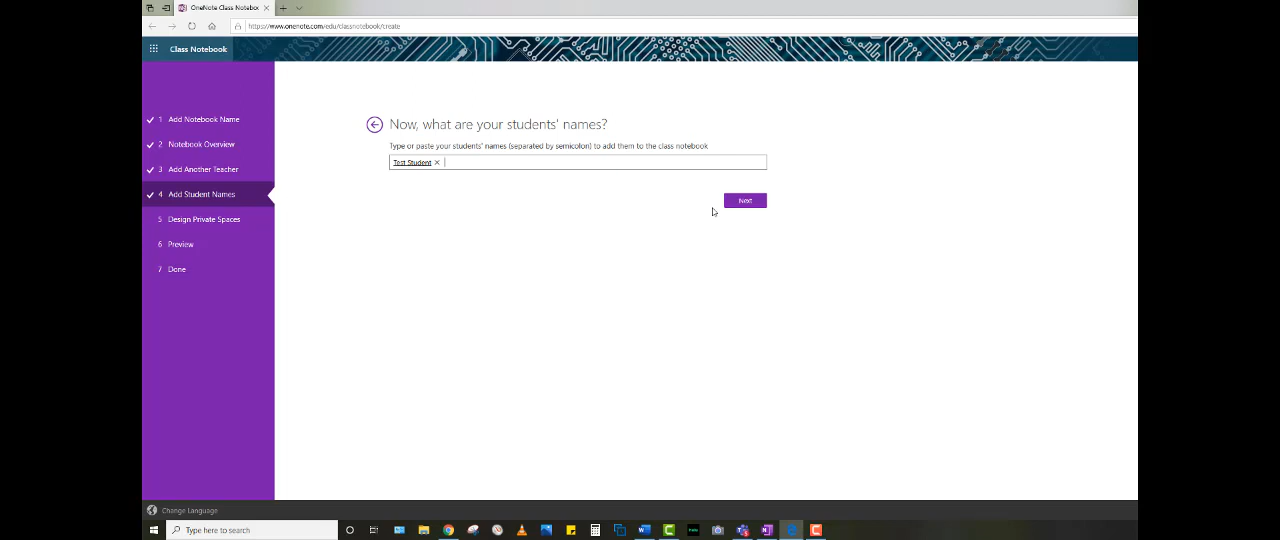 OneNote Class Notebo
https://www.onenote.com/edu/classnotebook/create
Class Notebook
1 Add Notebook Name
2 Notebook Overview
3 Add Another Teacher
4 Add Student Names
5 Design Private Spaces
6 Preview
7 Done
Now, what are your students' names?
Type or paste your students' names (separated by semicolon) to add them to the class notebook
Test Student
Next
Change Language
Type here to search